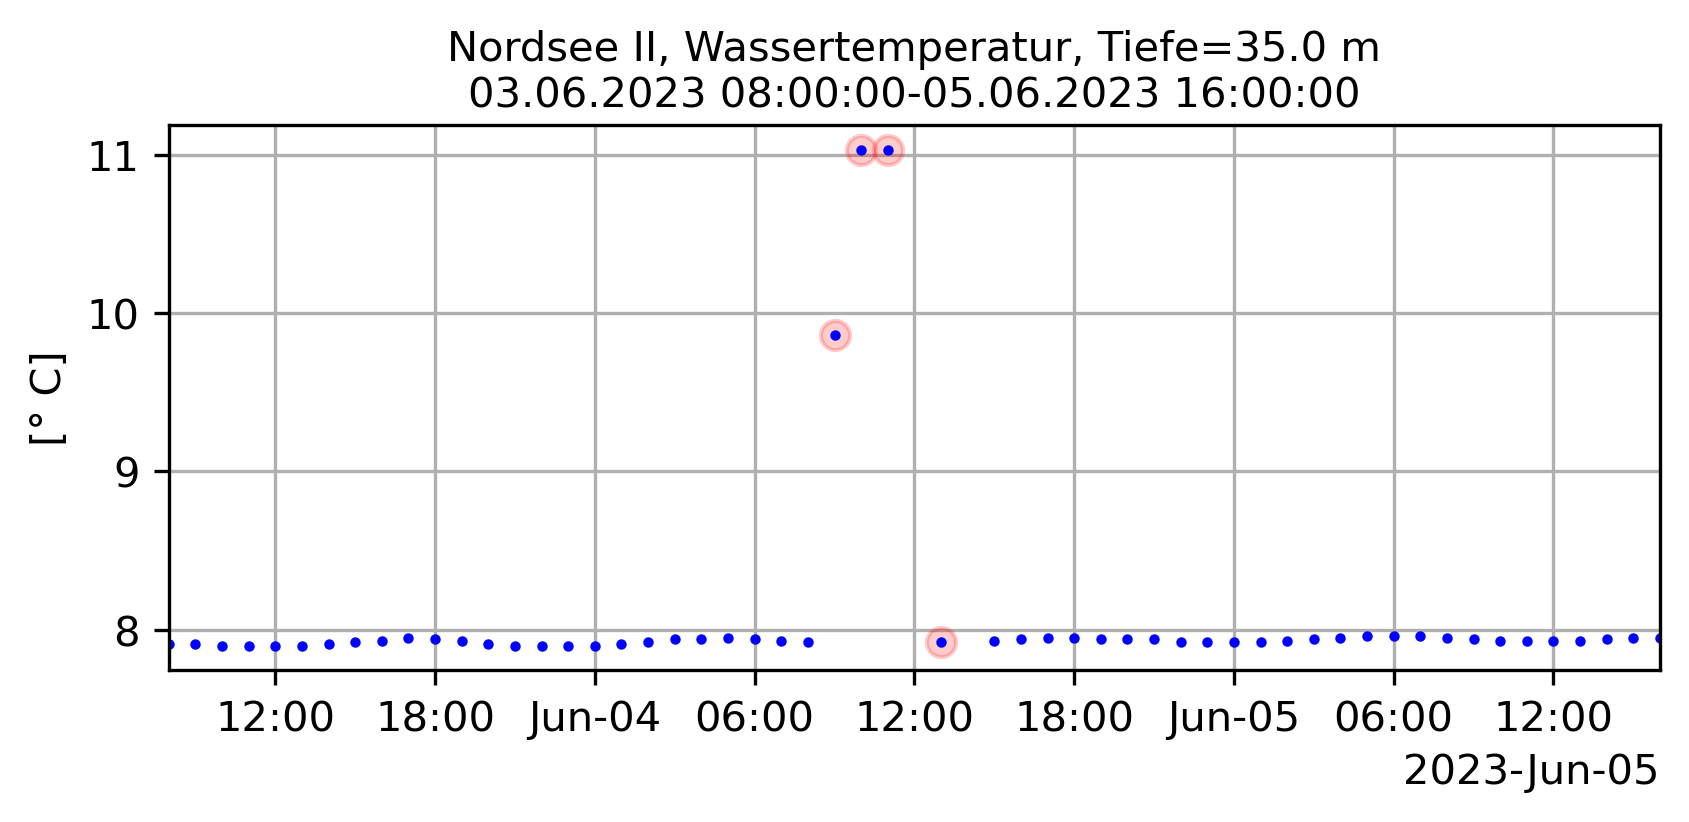 Nordsee II, Wassertemperatur, Tiefe=35.0 m
03.06.2023 08:00:00-05.06.2023 16:00:00
11
10
9
8
[° C]
12:00 18:00 Jun-04 06:00 12:00 18:00 Jun-05 06:00 12:00
2023-Jun-05